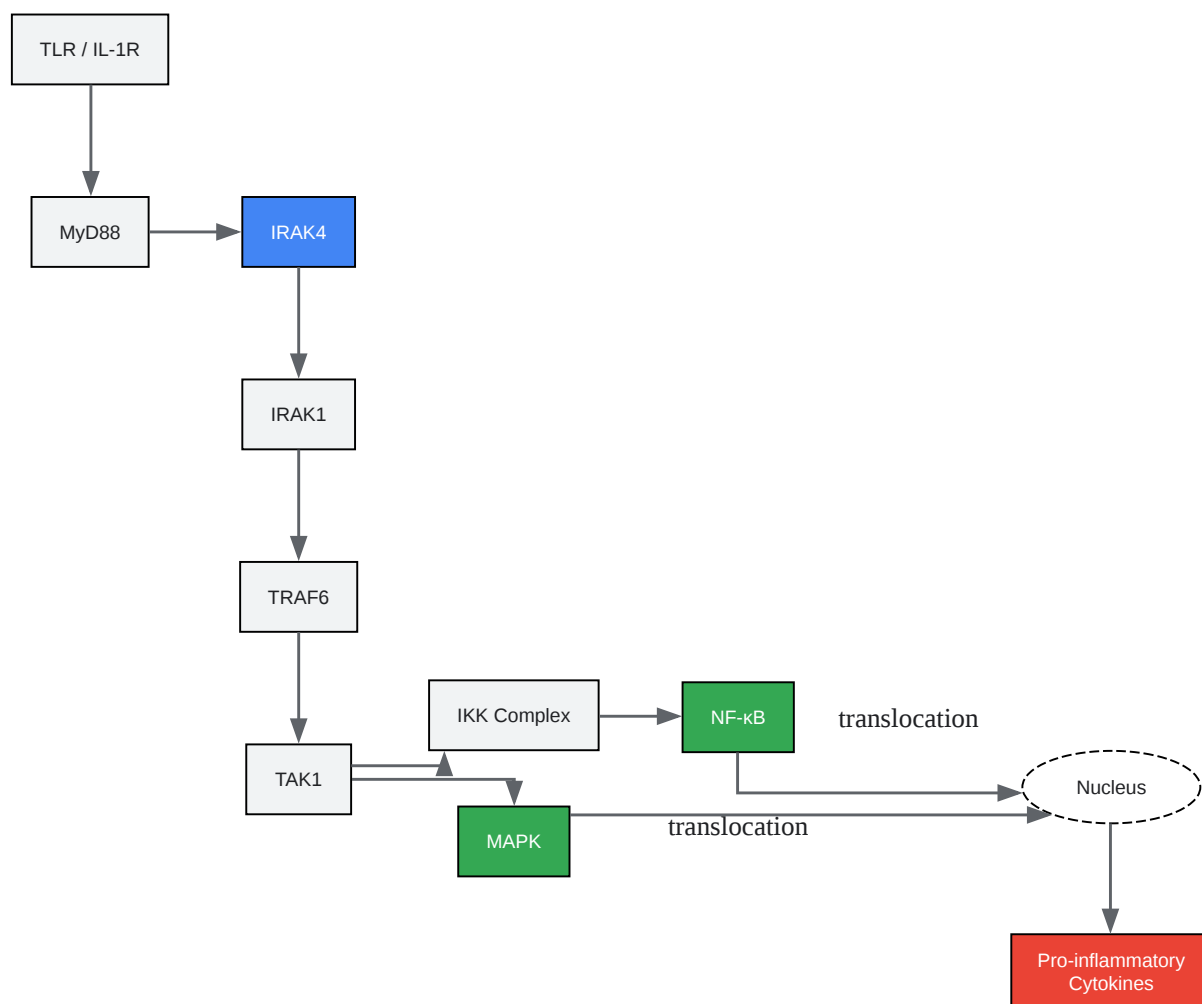 TLR / IL-1R
MyD88
IRAK4
IRAK1
TRAF6
TAK1
IKK Complex
NF-κB
translocation
MAPK
translocation
Nucleus
Pro-inflammatory
Cytokines